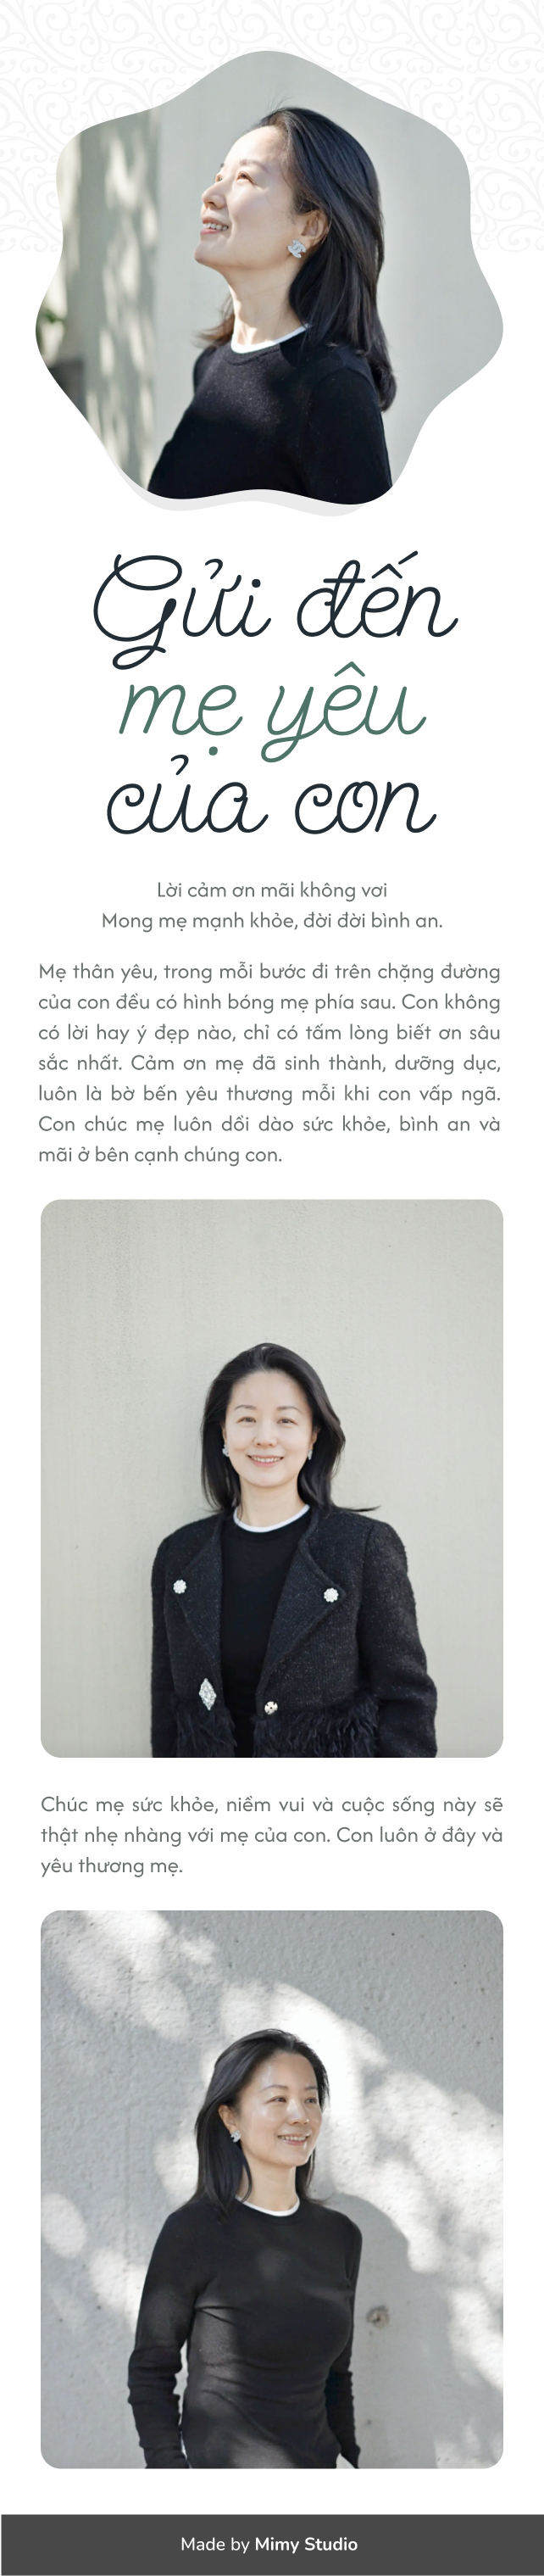 Gửi đến
mẹ yêu
của con
Lời cảm ơn mãi không vơi
Mong mẹ mạnh khỏe, đời đời bình an.
Mẹ thân yêu, trong mỗi bước đi trên chặng đường
của con đều có hình bóng mẹ phía sau. Con không
có lời hay ý đẹp nào, chỉ có tấm lòng biết ơn sâu
sắc nhất. Cảm ơn mẹ đã sinh thành, dưỡng dục,
luôn là bờ bến yêu thương mỗi khi con vấp ngã.
Con chúc mẹ luôn dồi dào sức khỏe, bình an và
mãi ở bên cạnh chúng con.
Chúc mẹ sức khỏe, niềm vui và cuộc sống này sẽ
thật nhẹ nhàng với mẹ của con. Con luôn ở đây và
yêu thương mẹ.
Made by Mimy Studio